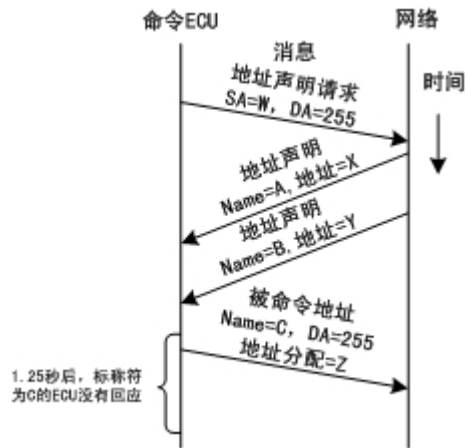 命令ECU
网络
消息
时间
地址声明请求
SA=W, DA=255
地址声明
Name=A,地址=X
地址声明
Name=B,地址=Y
被命令地址
Name=C, DA=255
地址分配=Z
1.25秒后，标称符
为C的ECU没有回应